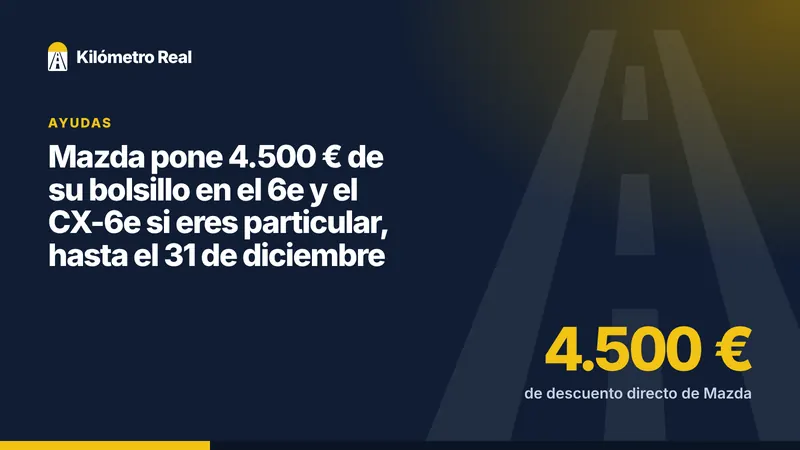 Kilómetro Real
AYUDAS
Mazda pone 4.500 € de
su bolsillo en el 6e y el
CX-6e si eres particular,
hasta el 31 de diciembre
4.500 €
de descuento directo de Mazda